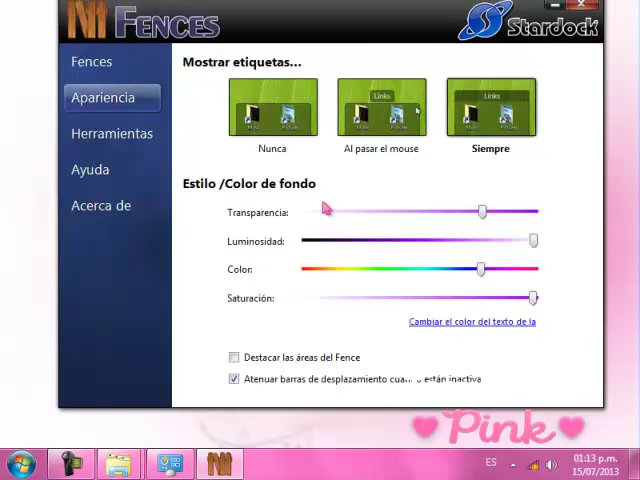 FENCES
Stardock
Fences
Apariencia
Herramientas
Ayuda
Acerca de
Mostrar etiquetas...
Links
Links
Nunca
Al pasar el mouse
Siempre
Estilo /Color de fondo
Transparencia:
Luminosidad:
Color:
Saturación:
Cambiar el color del texto de la
Destacar las áreas del Fence
Atenuar barras de desplazamiento están inactiva
Pink
ES
01:13 p.m.
15/07/2013